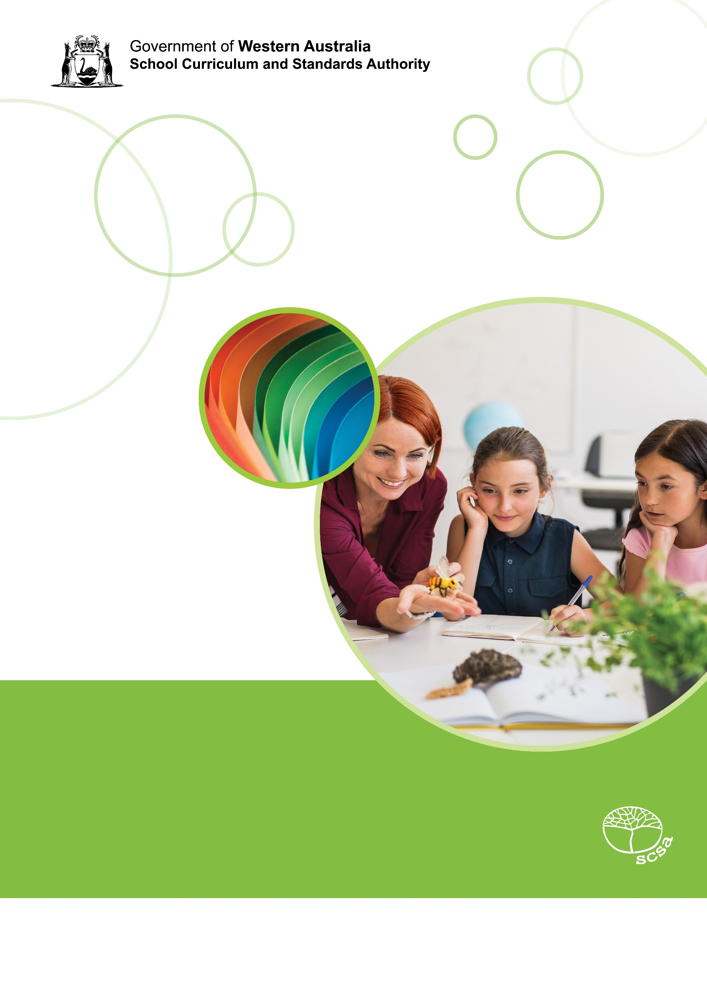 Government of Western Australia
School Curriculum and Standards Authority
scsa